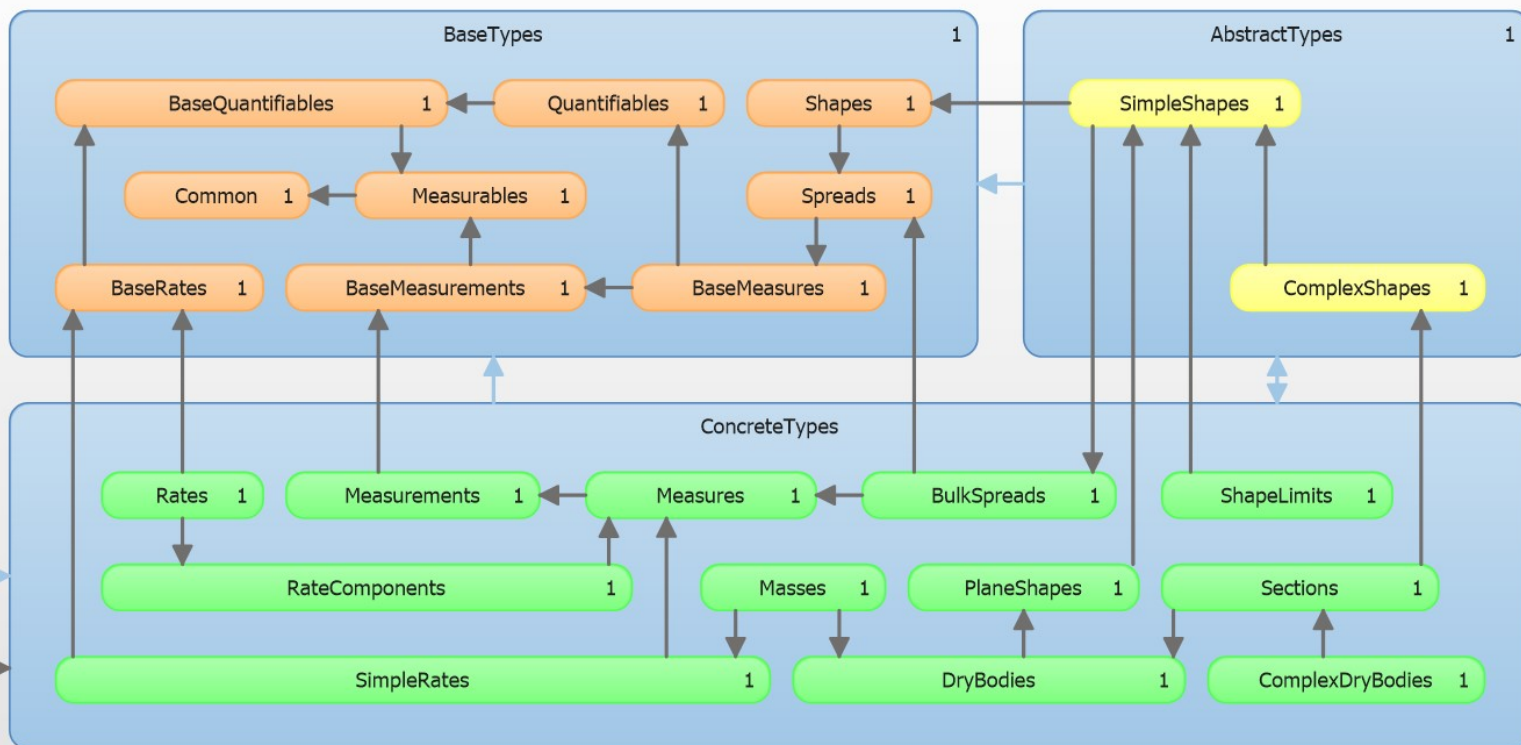 BaseTypes 1
AbstractTypes 1
BaseQuantifiables 1
Quantifiables 1
Shapes 1
SimpleShapes 1
Common 1
Measurables 1
Spreads 1
BaseRates 1
BaseMeasurements 1
BaseMeasures 1
ComplexShapes 1
ConcreteTypes
Rates 1
Measurements 1
Measures 1
BulkSpreads 1
ShapeLimits 1
RateComponents 1
Masses 1
PlaneShapes 1
Sections 1
SimpleRates 1
DryBodies 1
ComplexDryBodies 1